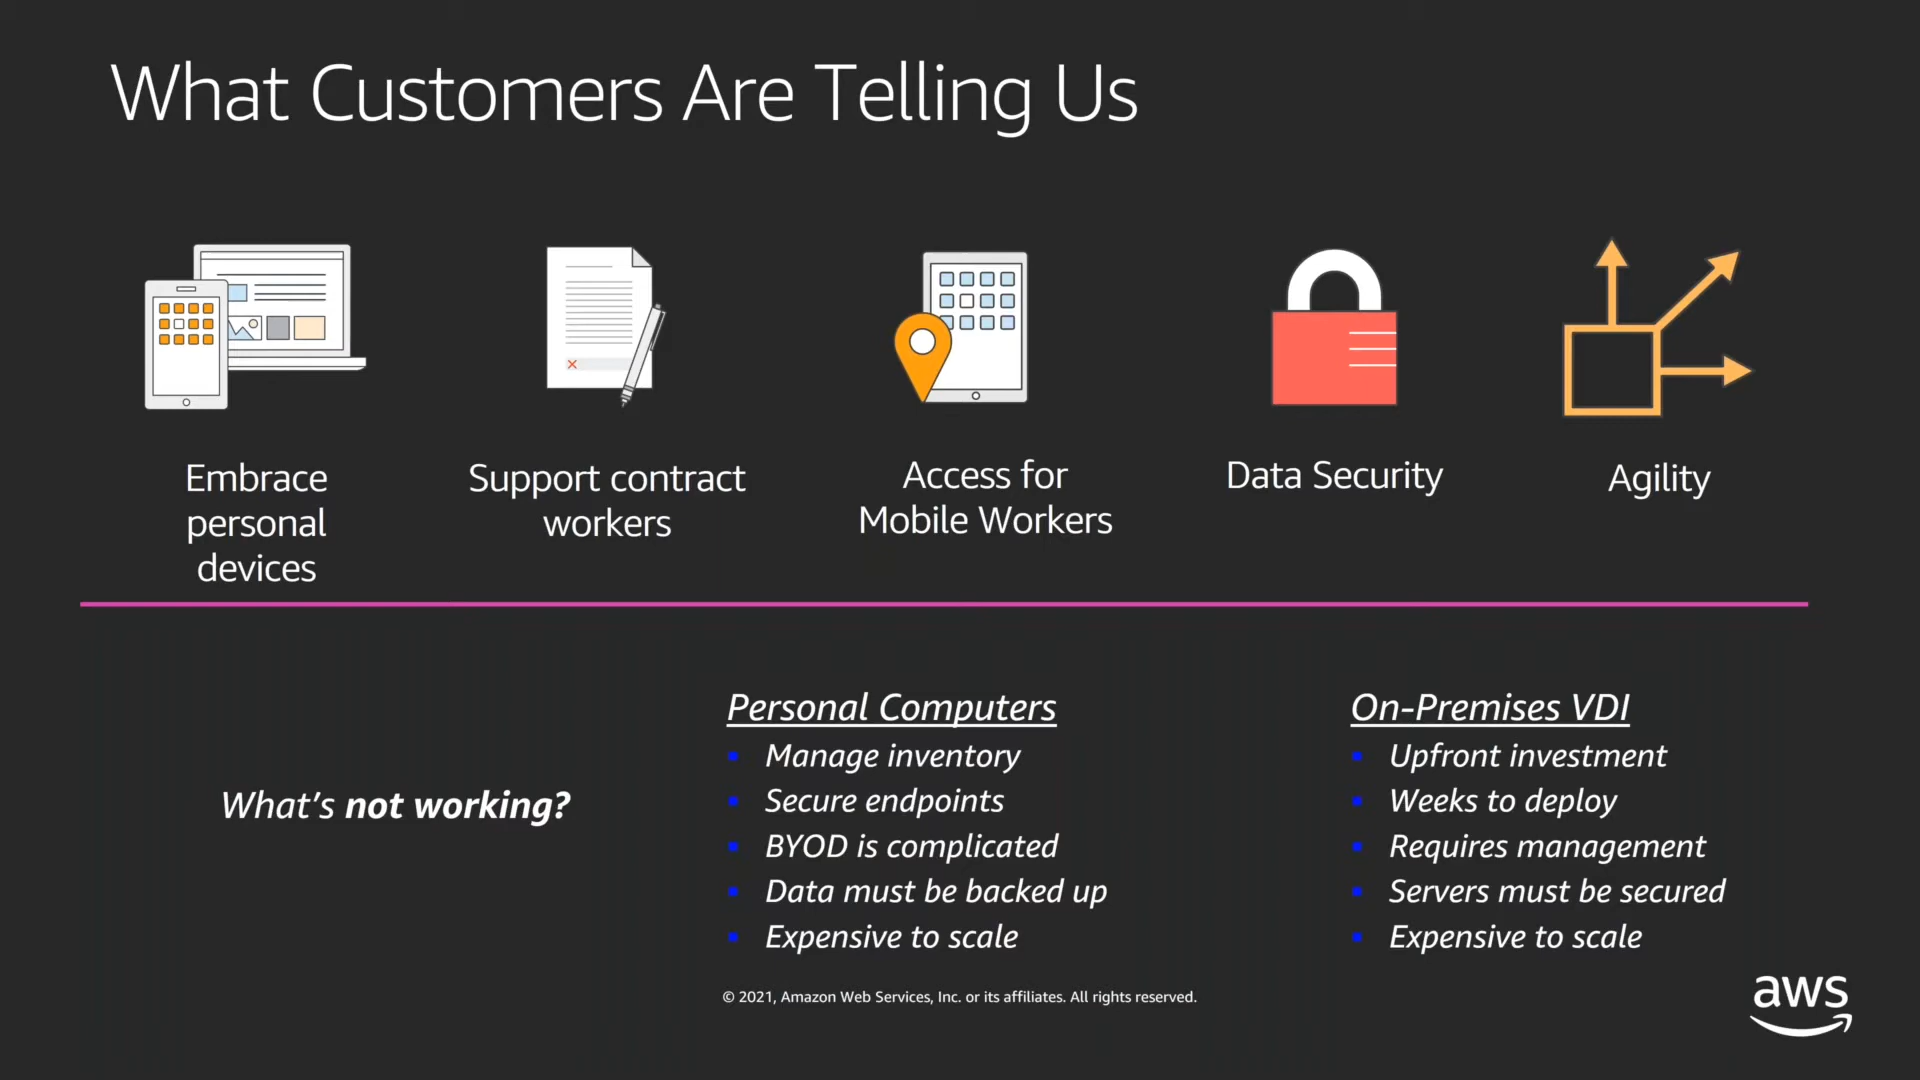 What Customers Are Telling Us
Embrace
personal
devices
Support contract
workers
Access for
Mobile Workers
Data Security
Agility
What's not working?
Personal Computers
▪ Manage inventory
▪ Secure endpoints
▪ BYOD is complicated
▪ Data must be backed up
▪ Expensive to scale
On-Premises VDI
▪ Upfront investment
▪ Weeks to deploy
▪ Requires management
▪ Servers must be secured
▪ Expensive to scale
© 2021, Amazon Web Services, Inc. or its affiliates. All rights reserved.
aws